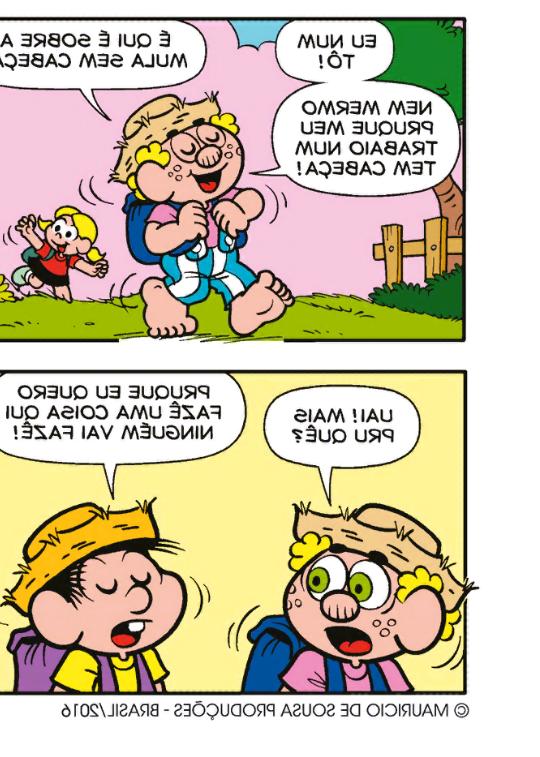 EU NUM
TÔ!
NEM MERMO
PRUQUE MEU
TRABAIO NUM
TEM CABEÇA!
É QUI É SOBRE A
MULA SEM CABEÇA
UAI! MAIS
PRU QUÊ?
PRUQUE EU QUERO
FAZÊ UMA COISA QUI
NINGUÉM VAI FAZÊ!
© MAURICIO DE SOUSA PRODUÇÕES - BRASIL/2016